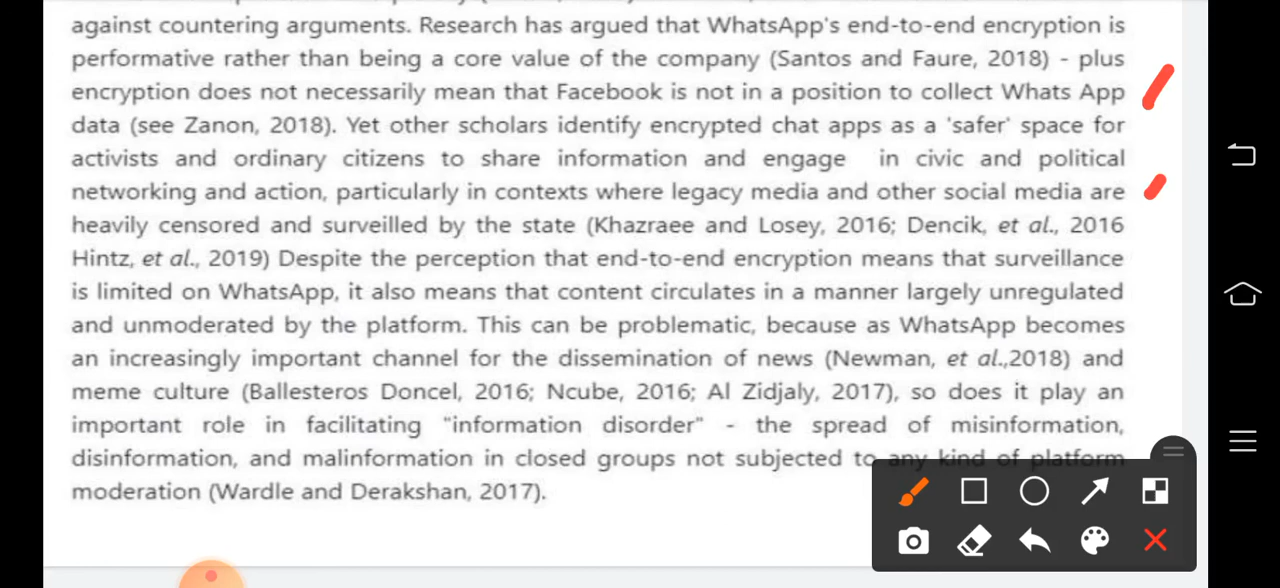 against countering arguments. Research has argued that WhatsApp's end-to-end encryption is
performative rather than being a core value of the company (Santos and Faure, 2018) - plus
encryption does not necessarily mean that Facebook is not in a position to collect Whats App
data (see Zanon, 2018). Yet other scholars identify encrypted chat apps as a 'safer' space for
activists and ordinary citizens to share information and engage in civic and political
networking and action, particularly in contexts where legacy media and other social media are
heavily censored and surveilled by the state (Khazraee and Losey, 2016; Dencik, et al., 2016
Hintz, et al., 2019) Despite the perception that end-to-end encryption means that surveillance
is limited on WhatsApp, it also means that content circulates in a manner largely unregulated
and unmoderated by the platform. This can be problematic, because as WhatsApp becomes
an increasingly important channel for the dissemination of news (Newman, et al.,2018) and
meme culture (Ballesteros Doncel, 2016; Ncube, 2016; Al Zidjaly, 2017), so does it play an
important role in facilitating "information disorder" - the spread of misinformation,
disinformation, and malinformation in closed groups not subjected to any kind of platform
moderation (Wardle and Derakshan, 2017).